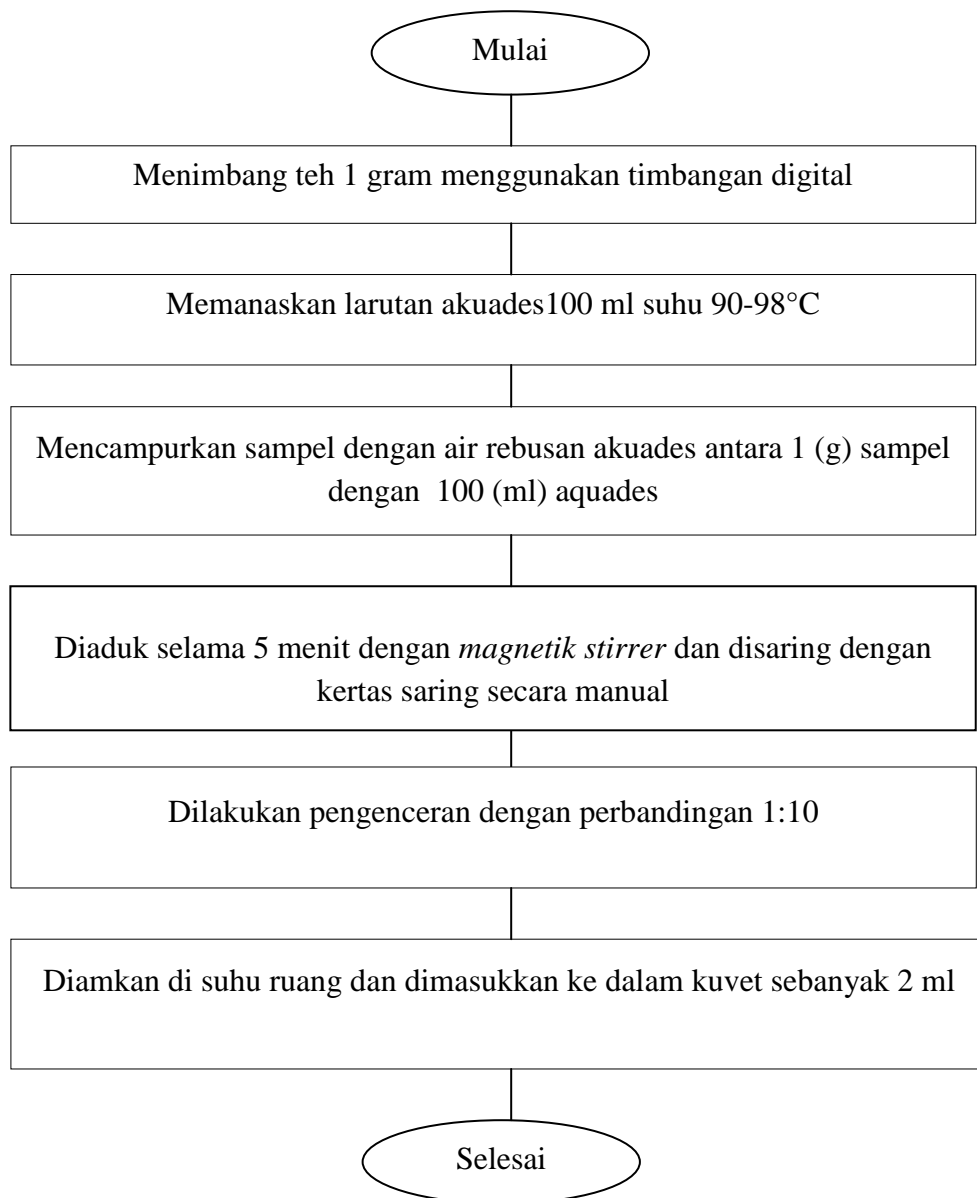 Mulai
Menimbang teh 1 gram menggunakan timbangan digital
Memanaskan larutan akuades100 ml suhu 90-98°C
Mencampurkan sampel dengan air rebusan akuades antara 1 (g) sampel
dengan  100 (ml) aquades
Diaduk selama 5 menit dengan magnetik stirrer dan disaring dengan
kertas saring secara manual
Dilakukan pengenceran dengan perbandingan 1:10
Diamkan di suhu ruang dan dimasukkan ke dalam kuvet sebanyak 2 ml
Selesai